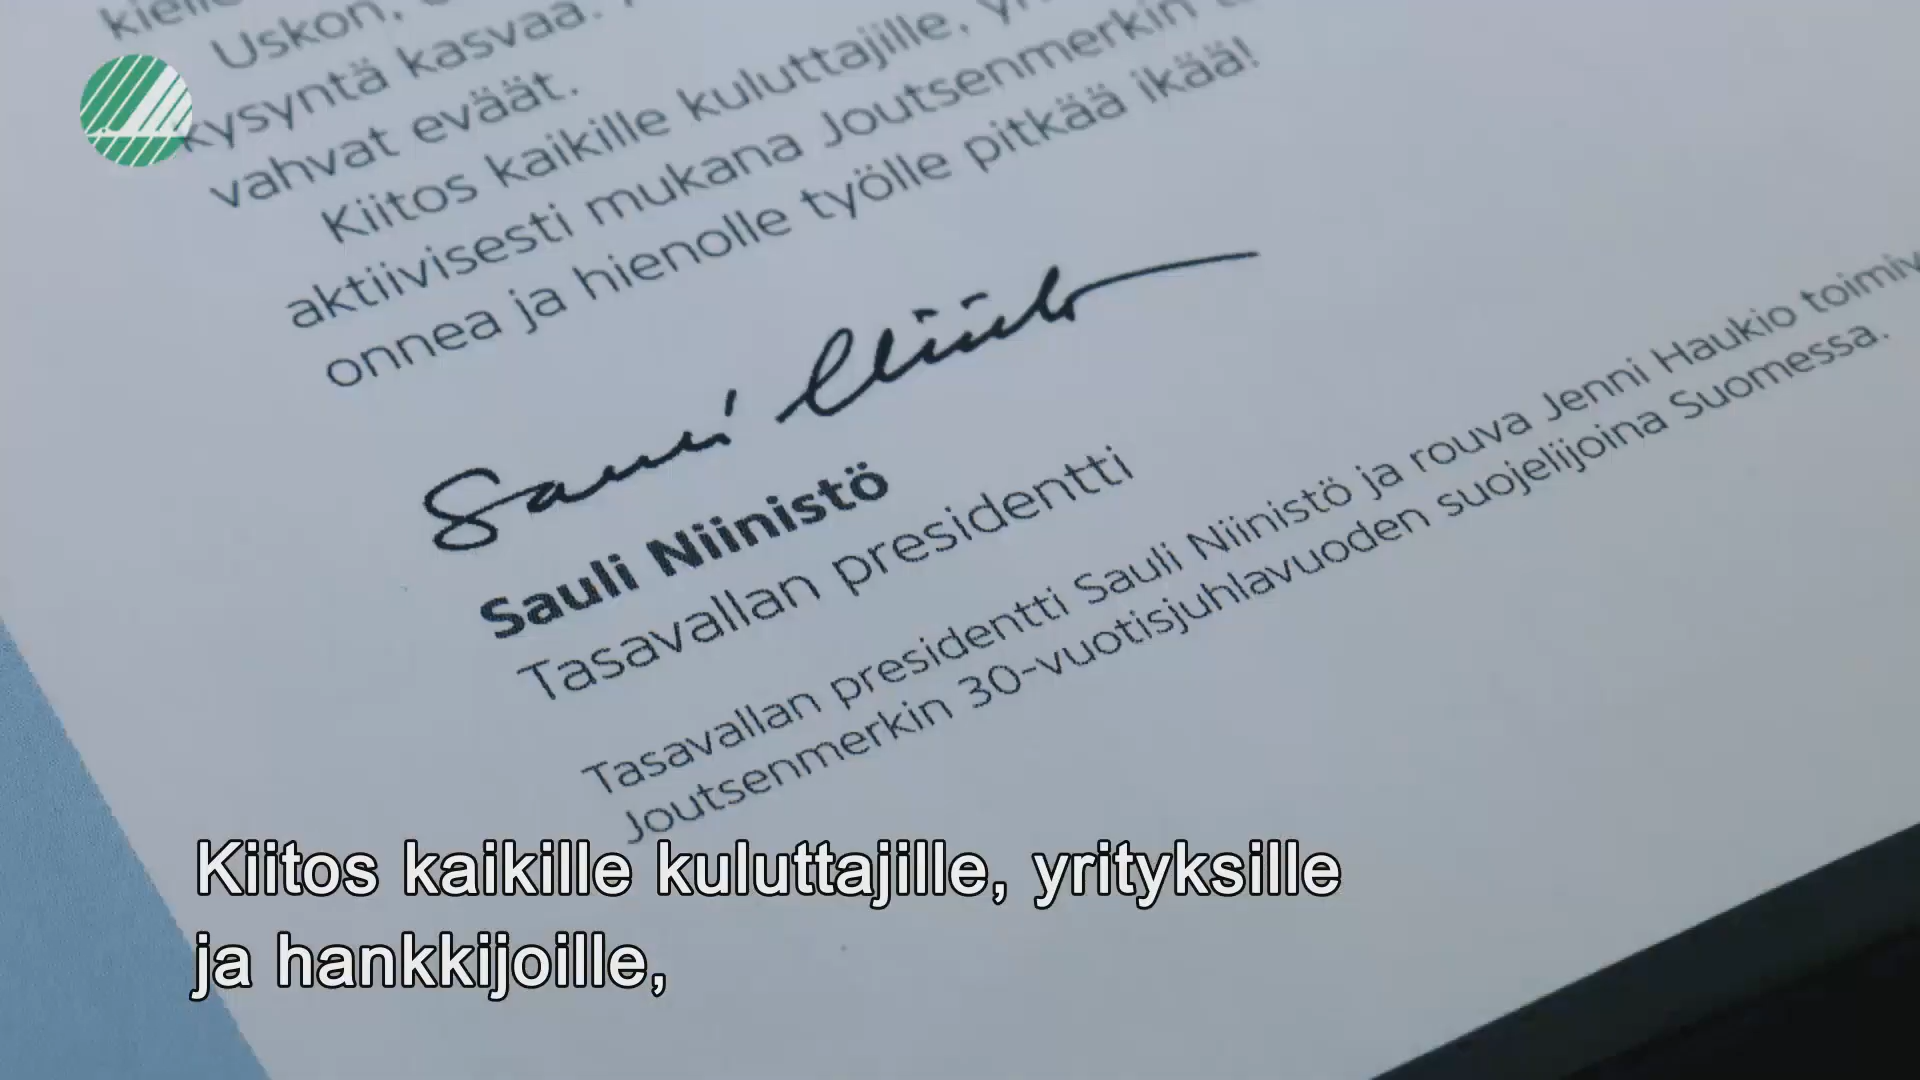 Uskon,
kysyntä kasvaa.
vahvat eväät.
Kiitos kaikille kuluttajille,
aktiivisesti mukana Joutsenmerkin
onnea ja hienolle työlle pitkää ikää!
Sauli Niinistö
Sauli Niinistö
Tasavallan presidentti
Tasavallan presidentti Sauli Niinistö ja rouva Jenni Haukio
Joutsenmerkin 30-vuotisjuhlavuoden suojelijoina Suomessa.
Kiitos kaikille kuluttajille, yrityksille
ja hankkijoille,